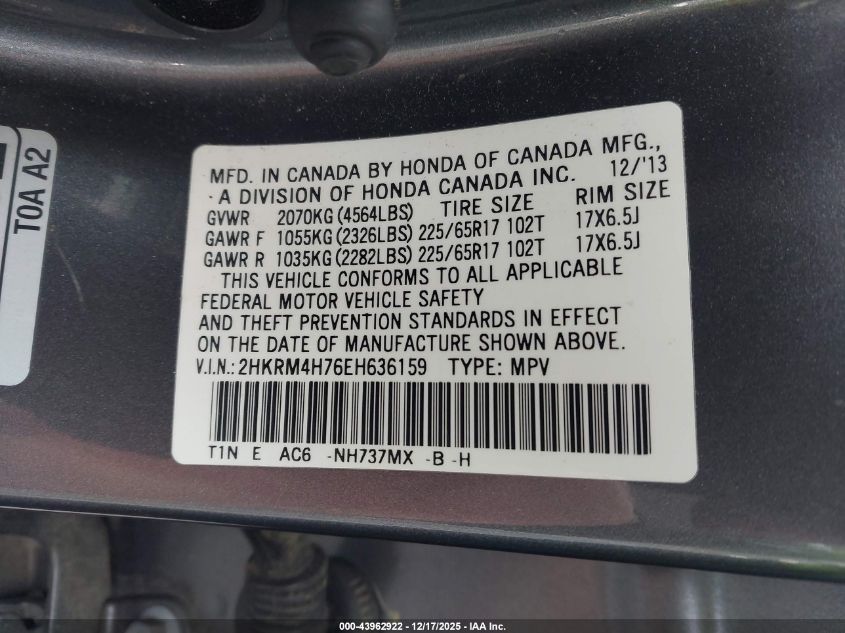 T0A A2
MFD. IN CANADA BY HONDA OF CANADA MFG.,
A DIVISION OF HONDA CANADA INC. 12/'13
GVWR 2070KG (4564LBS) TIRE SIZE RIM SIZE
GAWR F 1055KG (2326LBS) 225/65R17 102T 17X6.5J
GAWR R 1035KG (2282LBS) 225/65R17 102T 17X6.5J
THIS VEHICLE CONFORMS TO ALL APPLICABLE
FEDERAL MOTOR VEHICLE SAFETY
AND THEFT PREVENTION STANDARDS IN EFFECT
ON THE DATE OF MANUFACTURE SHOWN ABOVE.
V.I.N.: 2HKRM4H76EH636159 TYPE: MPV
T1N E AC6 -NH737MX -B -H
000-43962922 - 12/17/2025 - IAA Inc.